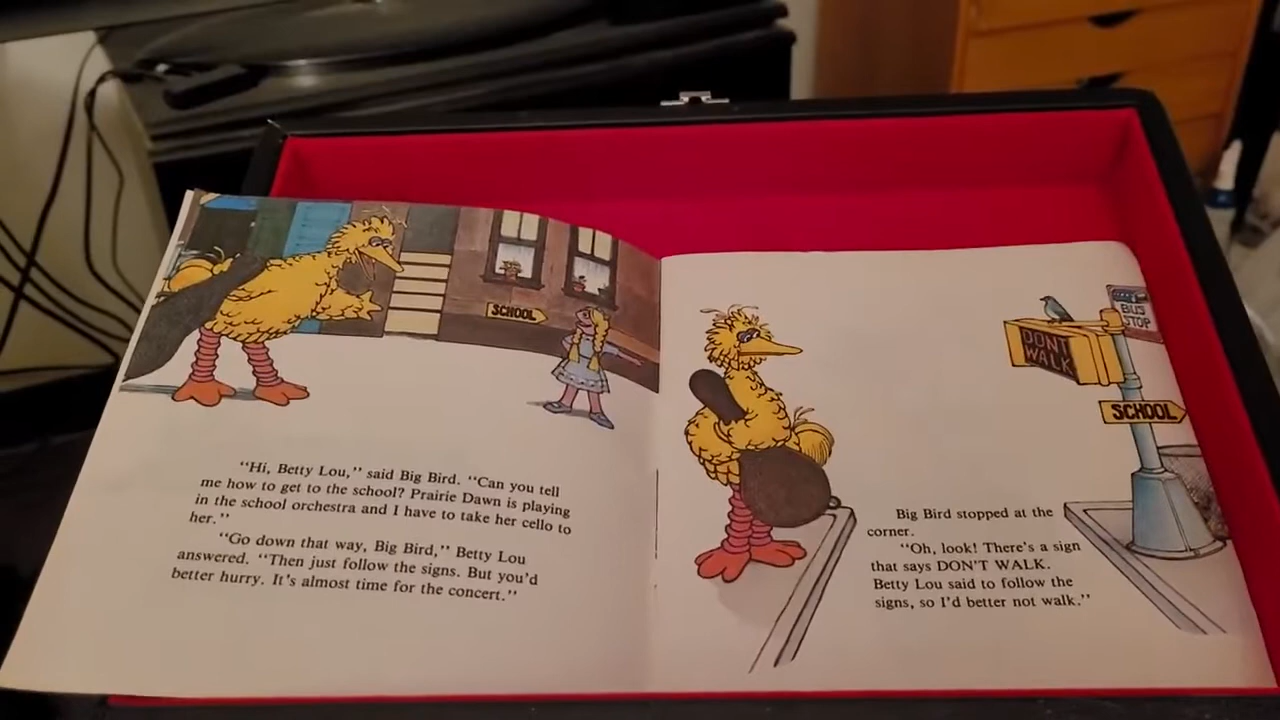 SCHOOL
"Hi, Betty Lou," said Big Bird. "Can you tell
me how to get to the school? Prairie Dawn is playing
in the school orchestra and I have to take her cello to
her."
"Go down that way, Big Bird," Betty Lou
answered. "Then just follow the signs. But you'd
better hurry. It's almost time for the concert."
BUS
STOP
DONT
WALK
SCHOOL
Big Bird stopped at the
corner.
"Oh, look! There's a sign
that says DON'T WALK.
Betty Lou said to follow the
signs, so I'd better not walk."